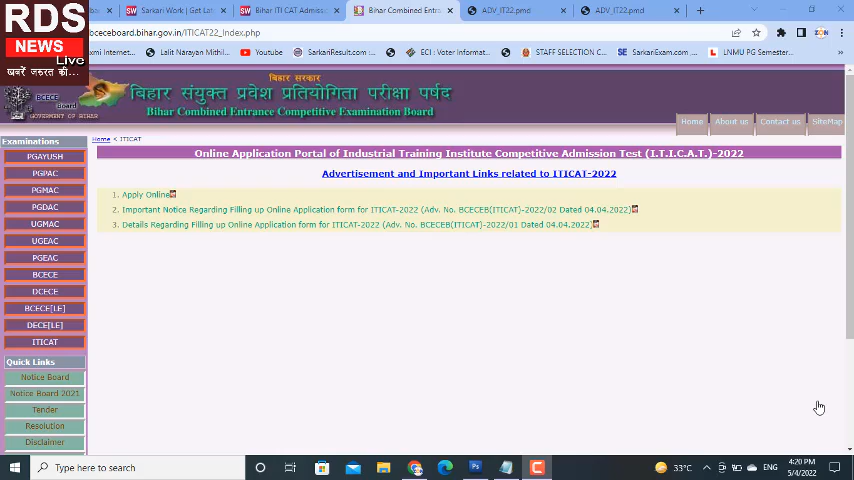 RDS
NEWS
Live
खबरें जरुरत की...
Sarkari Work | Get Lat
Bihar ITI CAT Admiss
Bihar Combined Entra
ADV_IT22.pmd
ADV_IT22.pmd
bceceboard.bihar.gov.in/ITICAT22_Index.php
axmi Internet...
Lalit Narayan Mithil...
Youtube
SarkariResult.com :...
ECI : Voter Informat...
STAFF SELECTION C...
SarkariExam.com ,...
LNMU PG Semester...
BCECE
Board
GOVERNMENT OF BIHAR
बिहार सरकार
बिहार संयुक्त प्रवेश प्रतियोगिता परीक्षा पर्षद
Bihar Combined Entrance Competitive Examination Board
Home
About us
Contact us
SiteMap
Home » ITICAT
Examinations
PGAYUSH
PGPAC
PGMAC
PGDAC
UGMAC
UGEAC
PGEAC
BCECE
DCECE
BCECE[LE]
DECE[LE]
ITICAT
Quick Links
Notice Board
Notice Board 2021
Tender
Resolution
Disclaimer
Online Application Portal of Industrial Training Institute Competitive Admission Test (I.T.I.C.A.T.)-2022
Advertisement and Important Links related to ITICAT-2022
1. Apply Online
2. Important Notice Regarding Filling up Online Application form for ITICAT-2022 (Adv. No. BCECEB(ITICAT)-2022/02 Dated 04.04.2022)
3. Details Regarding Filling up Online Application form for ITICAT-2022 (Adv. No. BCECEB(ITICAT)-2022/01 Dated 04.04.2022)
Type here to search
33°C
ENG
4:20 PM
5/4/2022